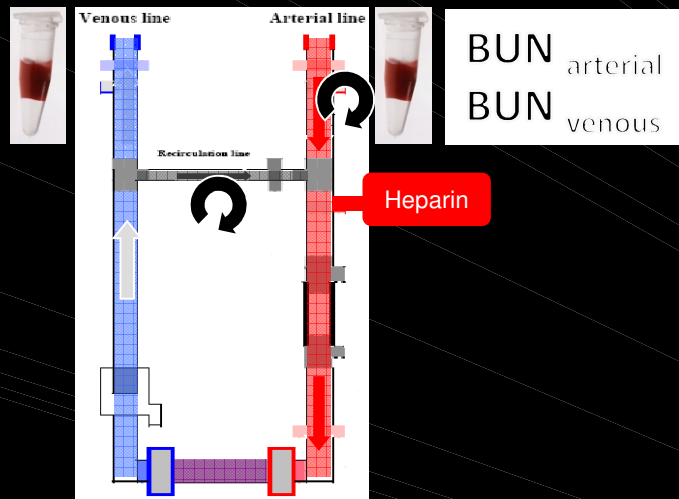 Venous line
Arterial line
BUN arterial
BUN venous
Recirculation line
Heparin